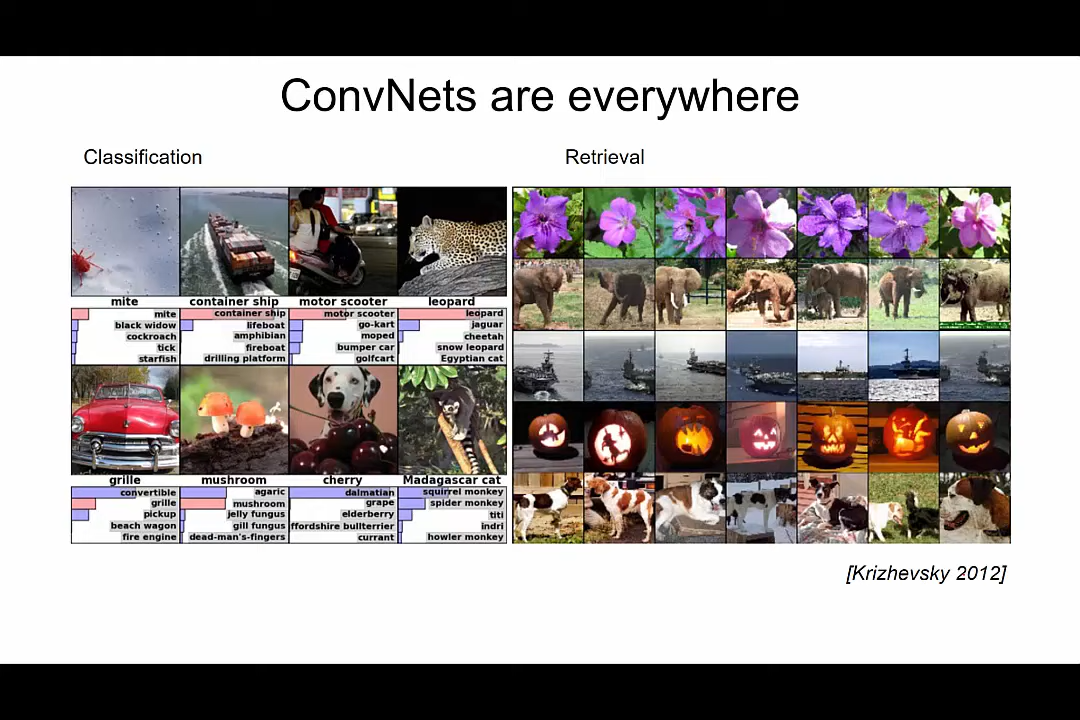 ConvNets are everywhere
Classification
Retrieval
mite
container ship
motor scooter
leopard
mite
black widow
cockroach
tick
starfish
container ship
lifeboat
amphibian
fireboat
drilling platform
motor scooter
go-kart
moped
bumper car
golfcart
leopard
jaguar
cheetah
snow leopard
Egyptian cat
grille
mushroom
cherry
Madagascar cat
convertible
grille
pickup
beach wagon
fire engine
agaric
mushroom
jelly fungus
gill fungus
dead-man's-fingers
dalmatian
grape
elderberry
ffordshire bullterrier
currant
squirrel monkey
spider monkey
titi
indri
howler monkey
[Krizhevsky 2012]